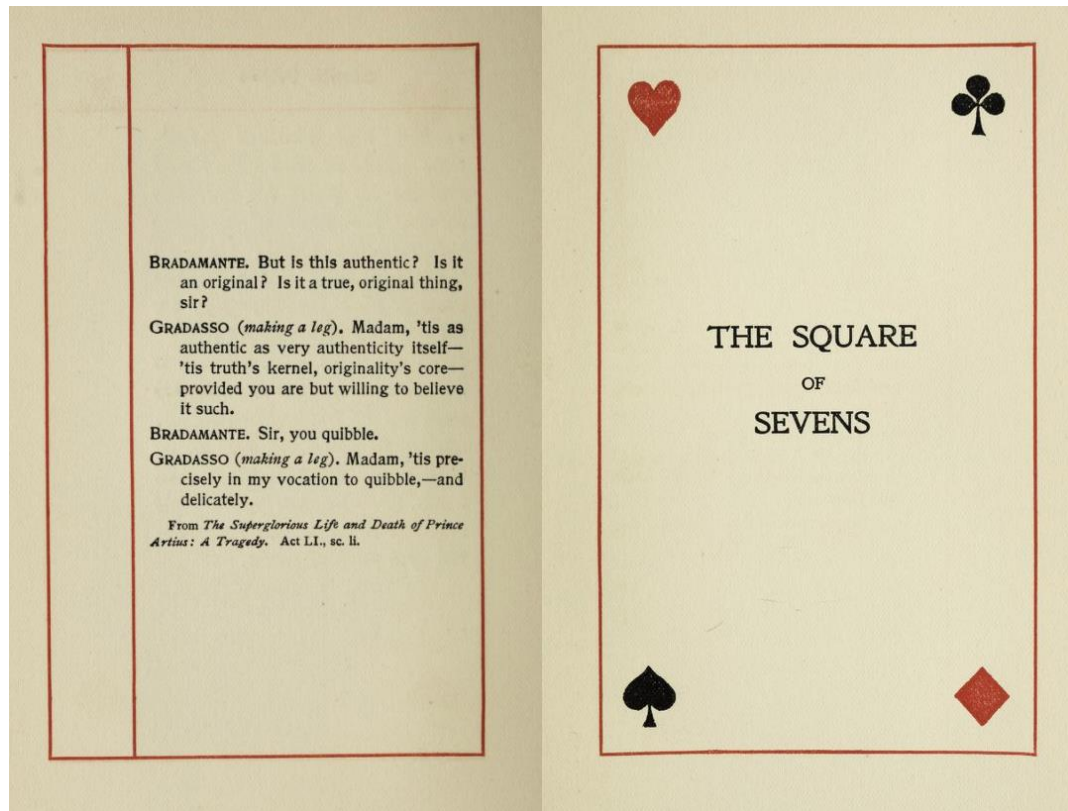 BRADAMANTE. But is this authentic? Is it
an original? Is it a true, original thing,
sir?
GRADASSO (making a leg). Madam, 'tis as
authentic as very authenticity itself—
'tis truth's kernel, originality's core—
provided you are but willing to believe
it such.
BRADAMANTE. Sir, you quibble.
GRADASSO (making a leg). Madam, 'tis pre-
cisely in my vocation to quibble,—and
delicately.
From The Superglorious Life and Death of Prince
Artius: A Tragedy. Act LI., sc. li.
THE SQUARE
OF
SEVENS